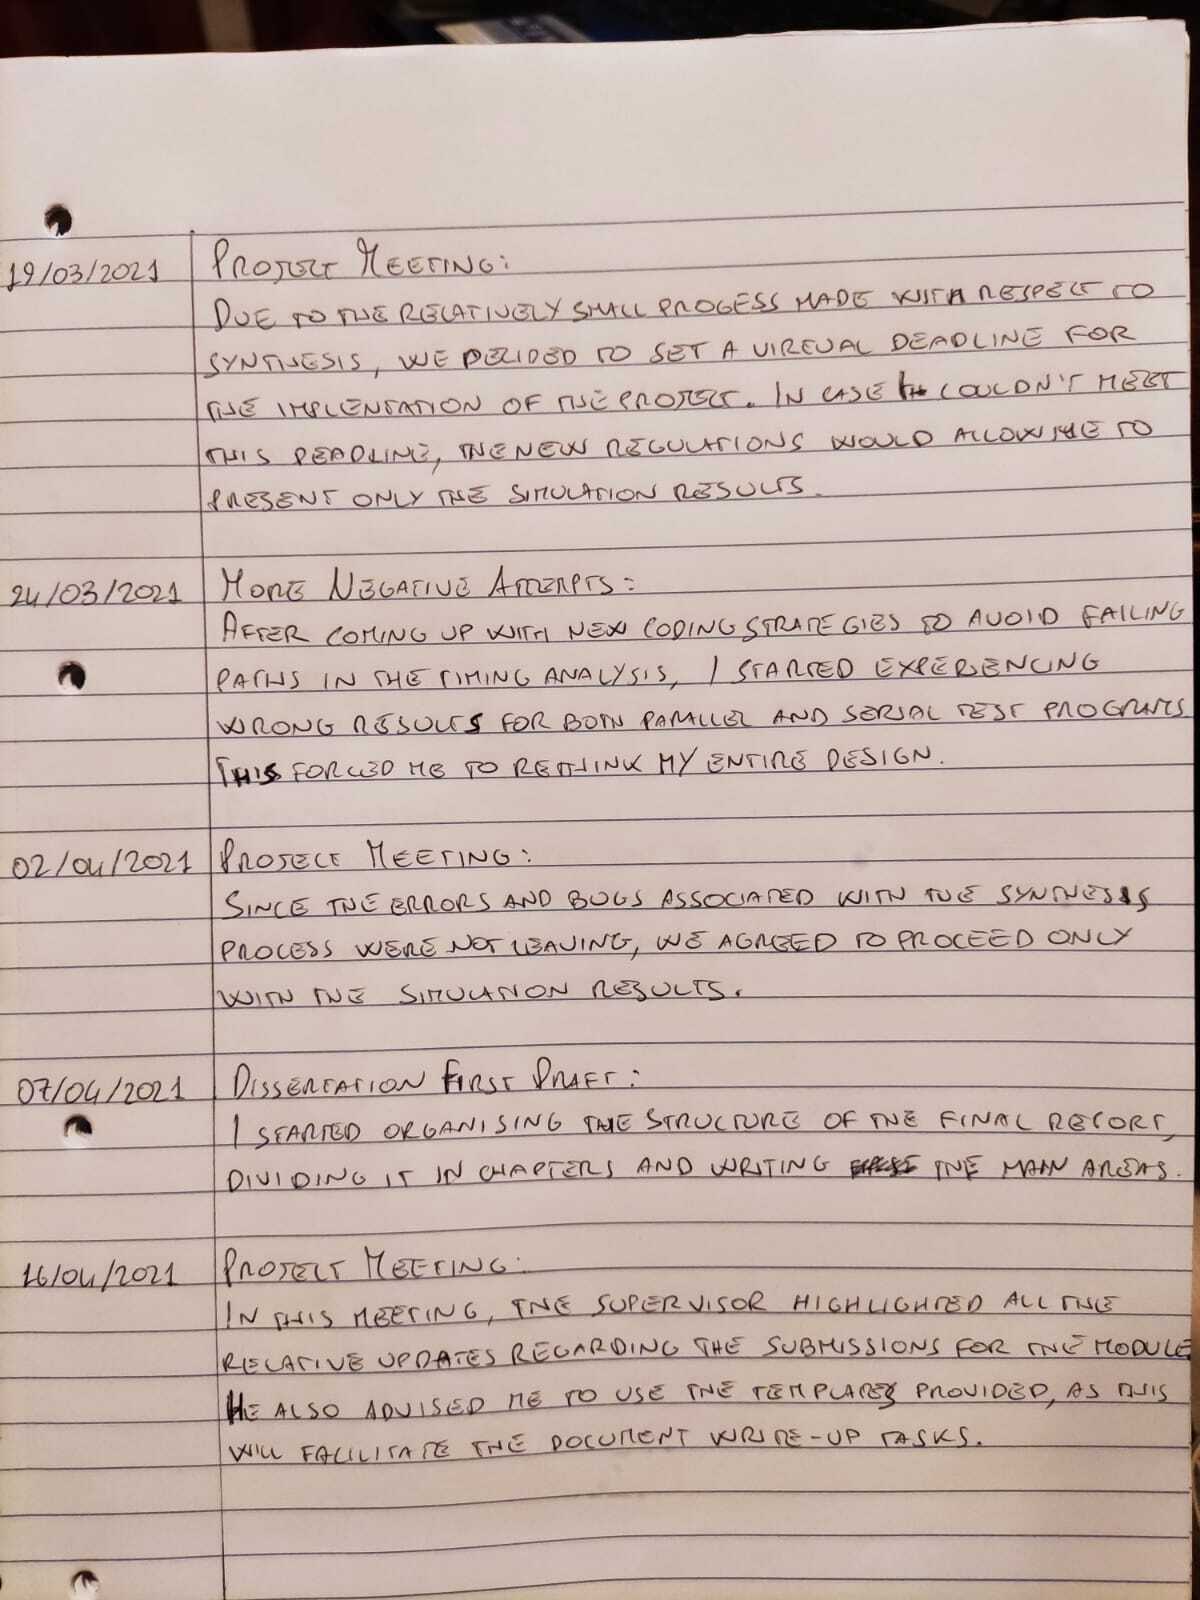 19/03/2021 PROJECT MEETING:
DUE TO THE RELATIVELY SMALL PROGESS MADE WITH RESPECT TO
SYNTHESIS, WE DECIDED TO SET A VIRTUAL DEADLINE FOR
THE IMPLENTATION OF THE PROJECT. IN CASE COULDN'T MEET
THIS DEADLINE, THE NEW REGULATIONS WOULD ALLOW ME TO
PRESENT ONLY THE SIMULATION RESULTS.
24/03/2021 MORE NEGATIVE ATTEMPTS:
AFTER COMING UP WITH NEW CODING STRATEGIES TO AVOID FAILING
PATHS IN THE TIMING ANALYSIS, I STARTED EXPERIENCING
WRONG RESULTS FOR BOTH PARALLEL AND SERIAL TEST PROGRAMS
THIS FORCED ME TO RETHINK MY ENTIRE DESIGN.
02/04/2021 PROJECT MEETING:
SINCE THE ERRORS AND BUGS ASSOCIATED WITH THE SYNTHESIS
PROCESS WERE NOT LEAVING, WE AGREED TO PROCEED ONLY
WITH THE SIMULATION RESULTS.
07/04/2021 DISSERTATION FIRST DRAFT:
I STARTED ORGANISING THE STRUCTURE OF THE FINAL REPORT,
DIVIDING IT IN CHAPTERS AND WRITING THE MAIN AREAS.
16/04/2021 PROJECT MEETING:
IN THIS MEETING, THE SUPERVISOR HIGHLIGHTED ALL THE
RELATIVE UPDATES REGARDING THE SUBMISSIONS FOR THE MODULE
HE ALSO ADVISED ME TO USE THE TEMPLATES PROVIDED, AS THIS
WILL FACILITATE THE DOCUMENT WRITE-UP TASKS.